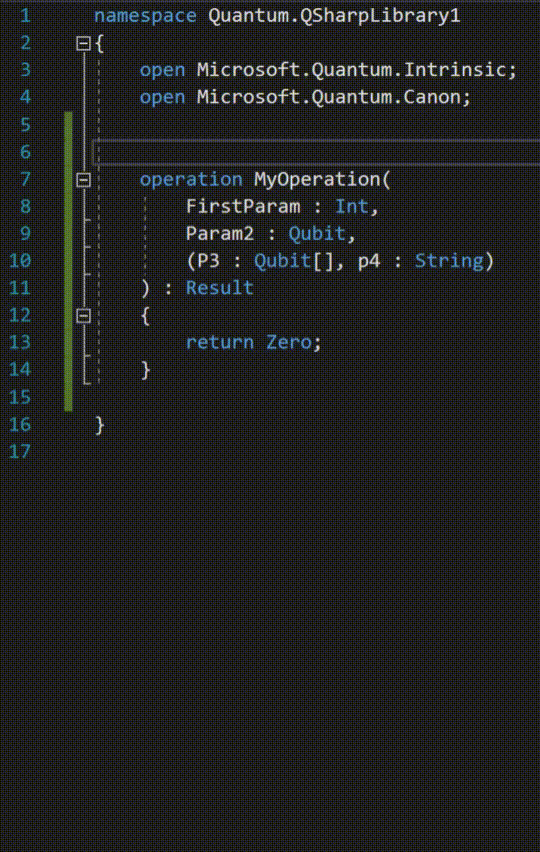 1 namespace Quantum.QSharpLibrary1
2 {
3 open Microsoft.Quantum.Intrinsic;
4 open Microsoft.Quantum.Canon;
5
6
7 operation MyOperation(
8 FirstParam : Int,
9 Param2 : Qubit,
10 (P3 : Qubit[], p4 : String)
11 ) : Result
12 {
13 return Zero;
14 }
15
16 }
17